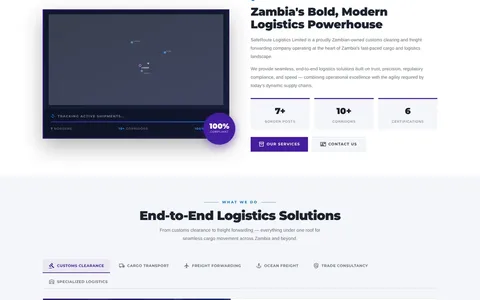 Zambia's Bold, Modern
Logistics Powerhouse
SafeRoute Logistics Limited is a proudly Zambian-owned customs clearing and freight
forwarding company operating at the heart of Zambia's fast-paced cargo and logistics
landscape.
We provide seamless, end-to-end logistics solutions built on trust, precision, regulatory
compliance, and speed — combining operational excellence with the agility required by
today's dynamic supply chains.
TRACKING ACTIVE SHIPMENTS...
7 BORDERS
10+ CORRIDORS
100%
COMPLIANT
7+
BORDER POSTS
10+
CORRIDORS
6
CERTIFICATIONS
OUR SERVICES
CONTACT US
WHAT WE DO
End-to-End Logistics Solutions
From customs clearance to freight forwarding — everything under one roof for
seamless cargo movement across Zambia and beyond.
CUSTOMS CLEARANCE
CARGO TRANSPORT
FREIGHT FORWARDING
OCEAN FREIGHT
TRADE CONSULTANCY
SPECIALIZED LOGISTICS